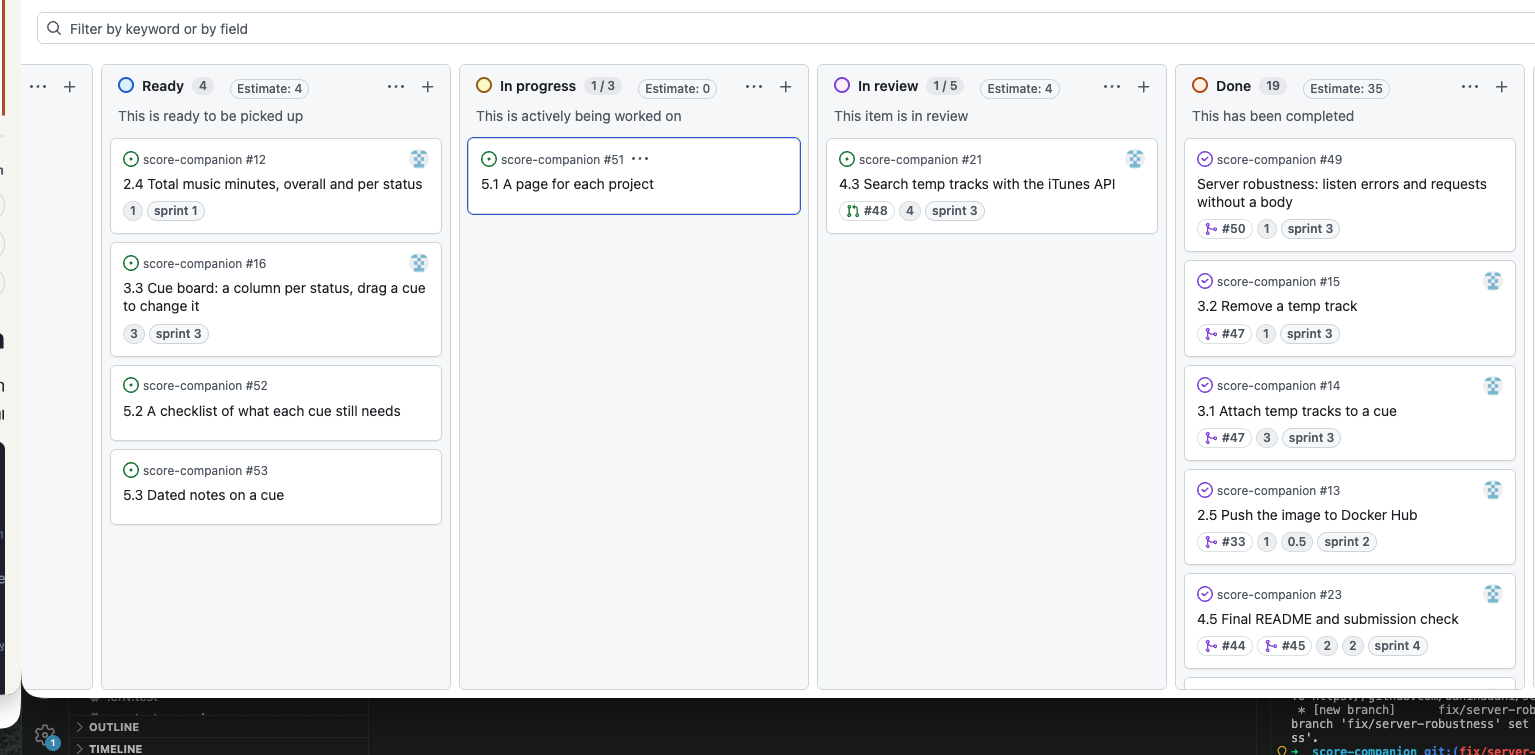 Filter by keyword or by field
Ready 4 Estimate: 4
This is ready to be picked up
score-companion #12
2.4 Total music minutes, overall and per status
1 sprint 1
score-companion #16
3.3 Cue board: a column per status, drag a cue
to change it
3 sprint 3
score-companion #52
5.2 A checklist of what each cue still needs
score-companion #53
5.3 Dated notes on a cue
In progress 1 / 3 Estimate: 0
This is actively being worked on
score-companion #51
5.1 A page for each project
In review 1 / 5 Estimate: 4
This item is in review
score-companion #21
4.3 Search temp tracks with the iTunes API
#48 4 sprint 3
Done 19 Estimate: 35
This has been completed
score-companion #49
Server robustness: listen errors and requests
without a body
#50 1 sprint 3
score-companion #15
3.2 Remove a temp track
#47 1 sprint 3
score-companion #14
3.1 Attach temp tracks to a cue
#47 3 sprint 3
score-companion #13
2.5 Push the image to Docker Hub
#33 1 0.5 sprint 2
score-companion #23
4.5 Final README and submission check
#44 #45 2 2 sprint 4
1
OUTLINE
TIMELINE
* [new branch] fix/server-rob
branch 'fix/server-robustness' set
ss'.
score-companion git:(fix/server-